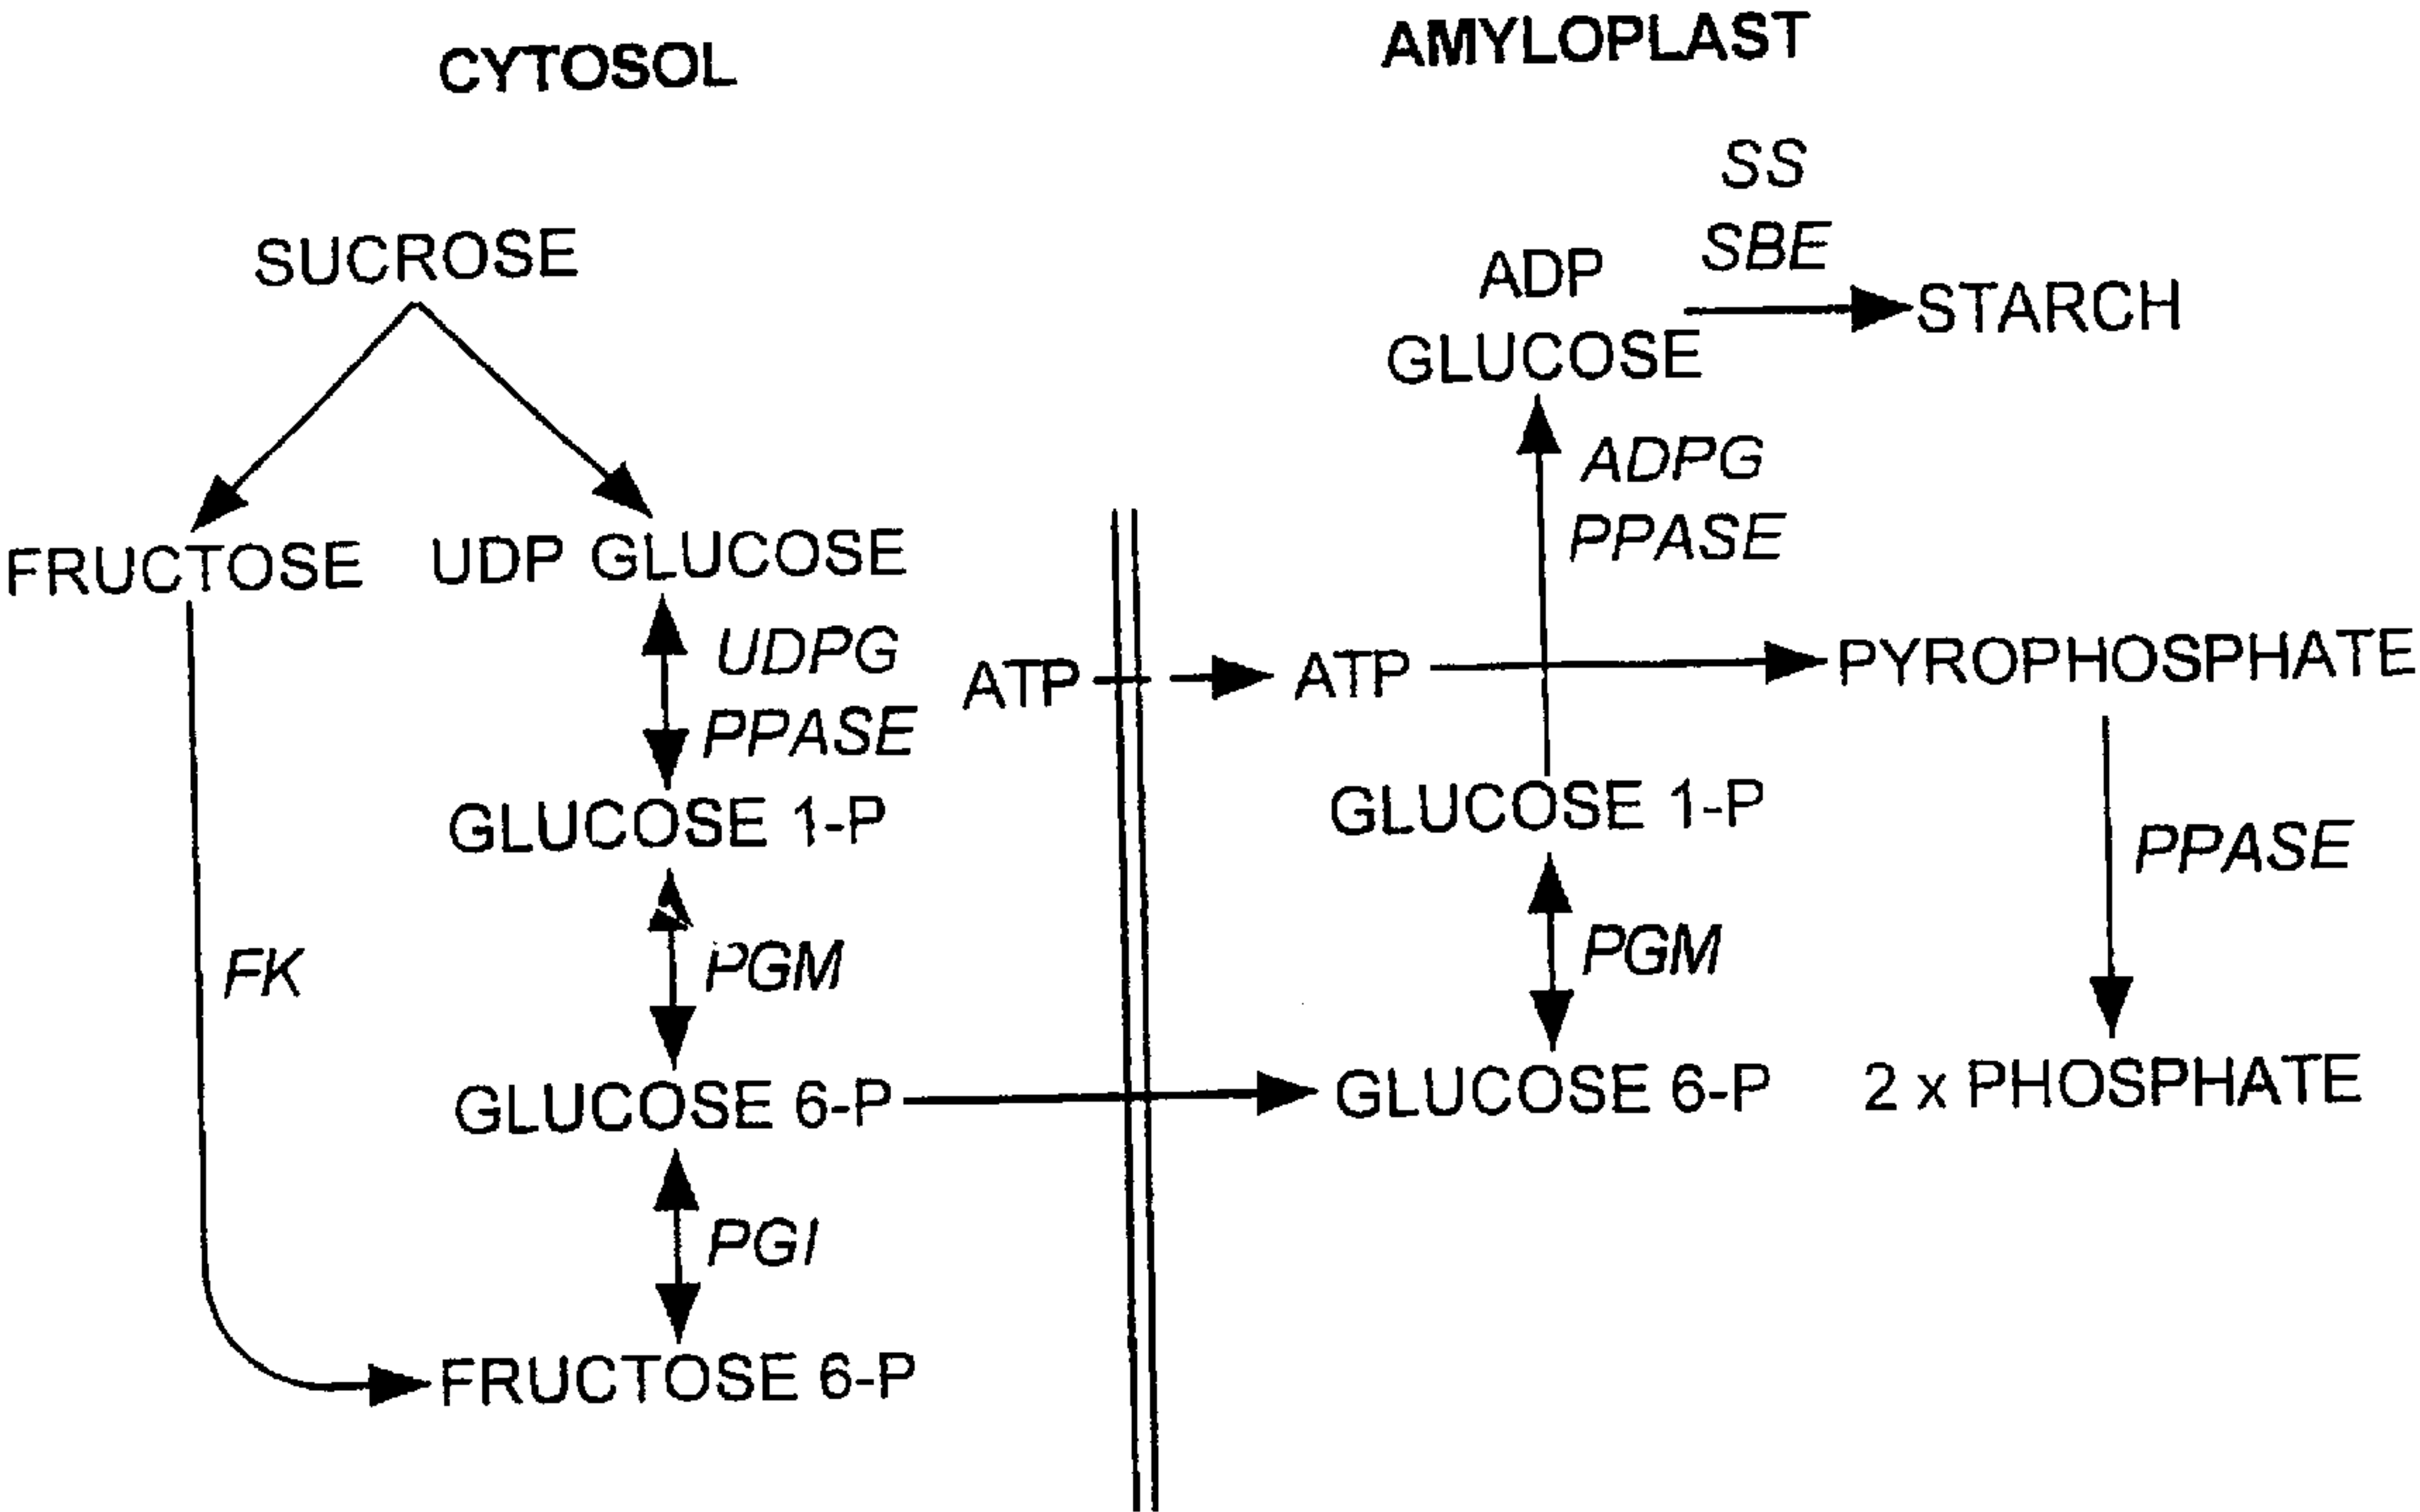 CYTOSOL
AMYLOPLAST
SUCROSE
FRUCTOSE
UDP GLUCOSE
UDPG
PPASE
GLUCOSE 1-P
PGM
GLUCOSE 6-P
PGI
FRUCTOSE 6-P
FK
ATP
ATP
SS
SBE
ADP
GLUCOSE
STARCH
ADPG
PPASE
PYROPHOSPHATE
GLUCOSE 1-P
PPASE
PGM
GLUCOSE 6-P
2 x PHOSPHATE